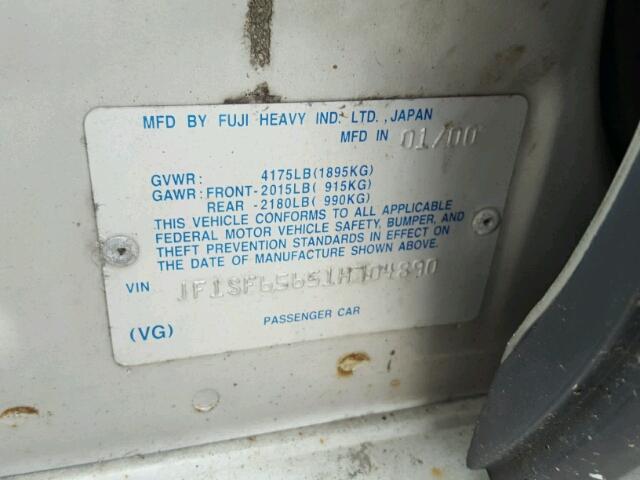 MFD BY FUJI HEAVY IND. LTD., JAPAN
MFD IN 01/00
GVWR: 4175LB(1895KG)
GAWR: FRONT-2015LB( 915KG)
REAR -2180LB( 990KG)
THIS VEHICLE CONFORMS TO ALL APPLICABLE
FEDERAL MOTOR VEHICLE SAFETY, BUMPER, AND
THEFT PREVENTION STANDARDS IN EFFECT ON
THE DATE OF MANUFACTURE SHOWN ABOVE.
VIN
PASSENGER CAR
(VG)